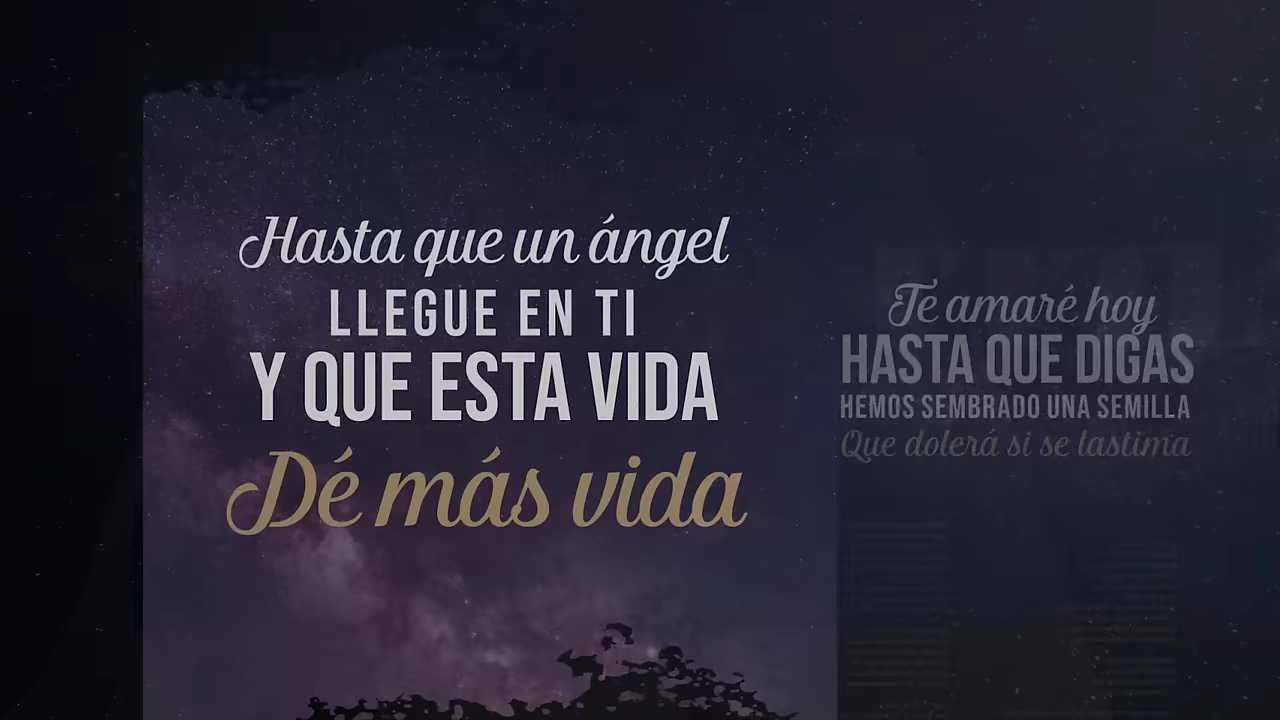 Hasta que un ángel
LLEGUE EN TI
Y QUE ESTA VIDA
Dé más vida
Te amaré hoy
HASTA QUE DIGAS
HEMOS SEMBRADO UNA SEMILLA
Que dolerá si se lastima